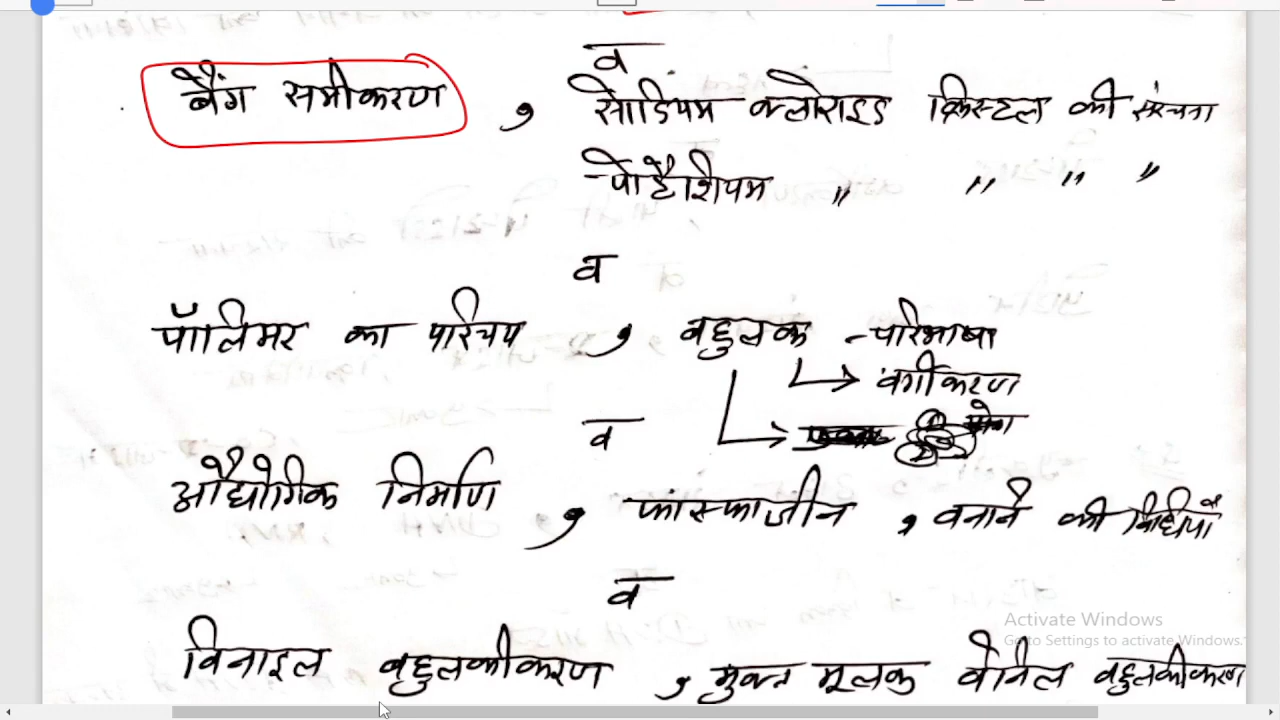 व
बैंग समीकरण , सोडियम क्लोराइड क्रिस्टल की संरचना
पोटैशियम " " " "
व
पॉलिमर का परिचय , बहुलक - परिभाषा
→ वर्गीकरण
→
व
औद्योगिक निर्माण , फास्फाजीन , बनाने की विधियाँ
व
Activate Windows
Go to Settings to activate Windows.
विनाइल बहुलकीकरण , मुक्त मूलक वेनिल बहुलकीकरण